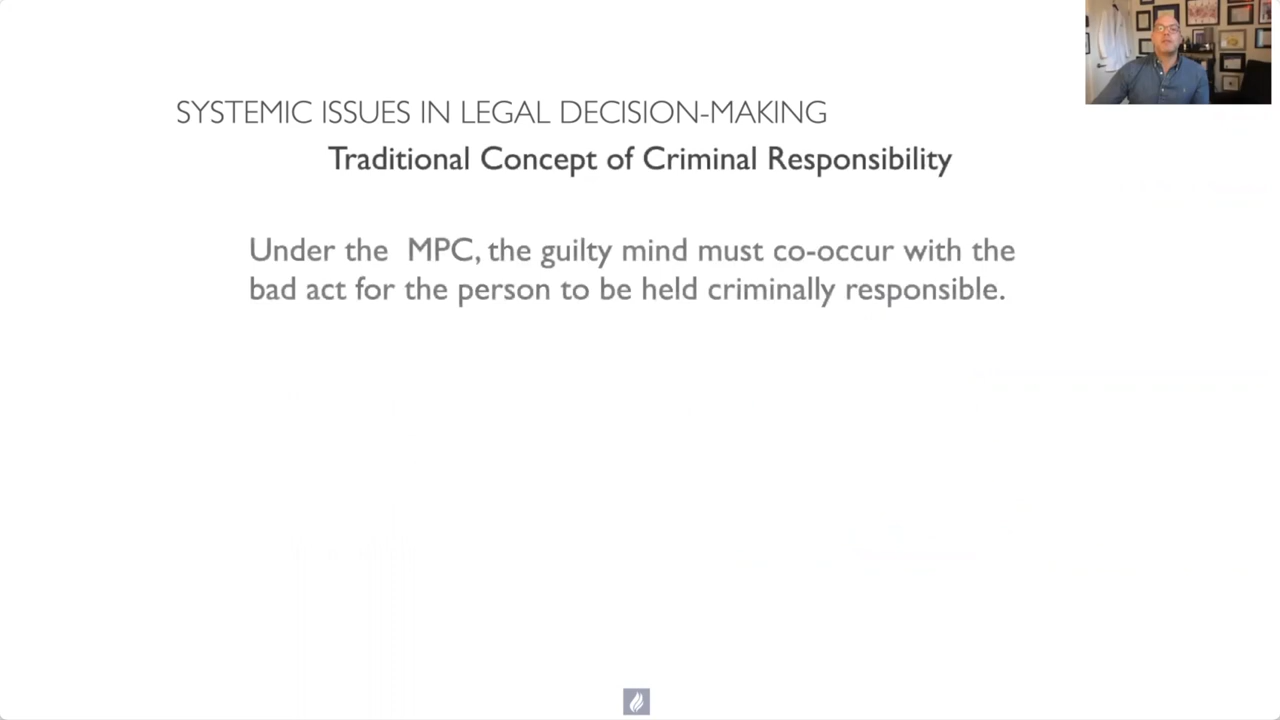 SYSTEMIC ISSUES IN LEGAL DECISION-MAKING
Traditional Concept of Criminal Responsibility
Under the MPC, the guilty mind must co-occur with the
bad act for the person to be held criminally responsible.